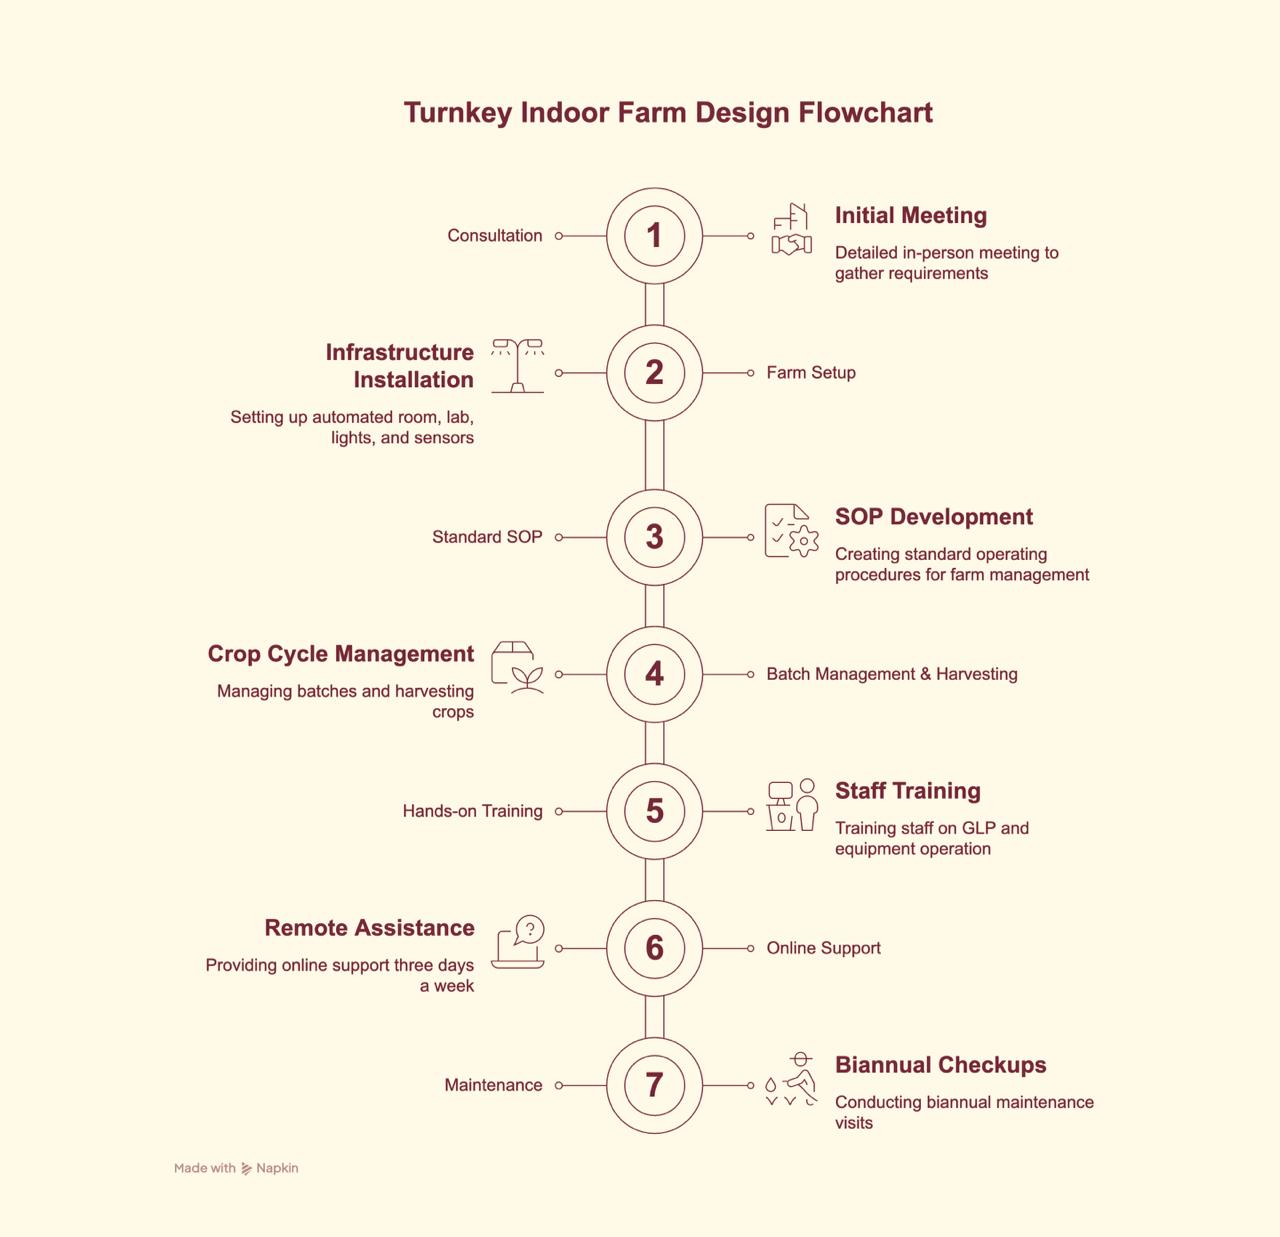 Turnkey Indoor Farm Design Flowchart
Consultation
1
Initial Meeting
Detailed in-person meeting to
gather requirements
Infrastructure
Installation
Setting up automated room, lab,
lights, and sensors
2
Farm Setup
Standard SOP
3
SOP Development
Creating standard operating
procedures for farm management
Crop Cycle Management
Managing batches and harvesting
crops
4
Batch Management & Harvesting
Hands-on Training
5
Staff Training
Training staff on GLP and
equipment operation
Remote Assistance
Providing online support three days
a week
?
6
Online Support
Maintenance
7
Biannual Checkups
Conducting biannual maintenance
visits
Made with Napkin